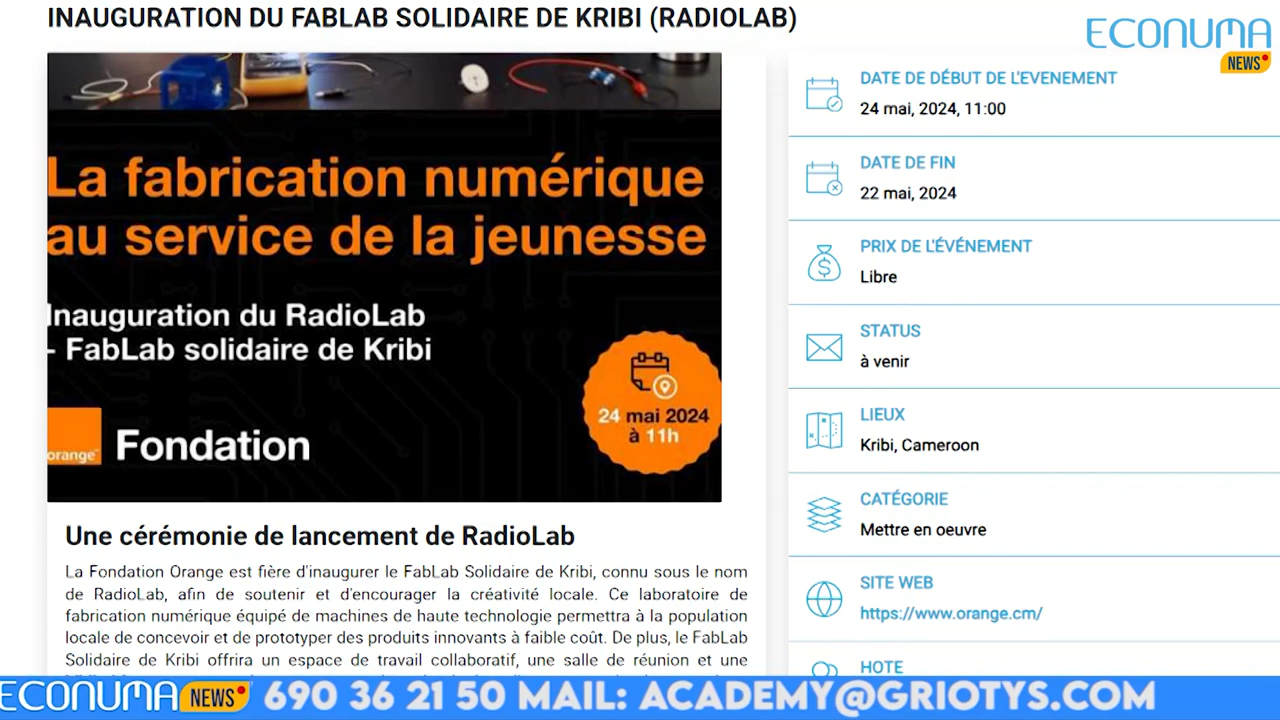 INAUGURATION DU FABLAB SOLIDAIRE DE KRIBI (RADIOLAB)
ECONUMA
NEWS
La fabrication numérique
au service de la jeunesse
Inauguration du RadioLab
- FabLab solidaire de Kribi
24 mai 2024
à 11h
orange™
Fondation
Une cérémonie de lancement de RadioLab
La Fondation Orange est fière d'inaugurer le FabLab Solidaire de Kribi, connu sous le nom
de RadioLab, afin de soutenir et d'encourager la créativité locale. Ce laboratoire de
fabrication numérique équipé de machines de haute technologie permettra à la population
locale de concevoir et de prototyper des produits innovants à faible coût. De plus, le FabLab
Solidaire de Kribi offrira un espace de travail collaboratif, une salle de réunion et une
DATE DE DÉBUT DE L'EVENEMENT
24 mai, 2024, 11:00
DATE DE FIN
22 mai, 2024
PRIX DE L'ÉVÉNEMENT
Libre
STATUS
à venir
LIEUX
Kribi, Cameroon
CATÉGORIE
Mettre en oeuvre
SITE WEB
https://www.orange.cm/
HOTE
ECONUMA NEWS 690 36 21 50 MAIL: ACADEMY@GRIOTYS.COM